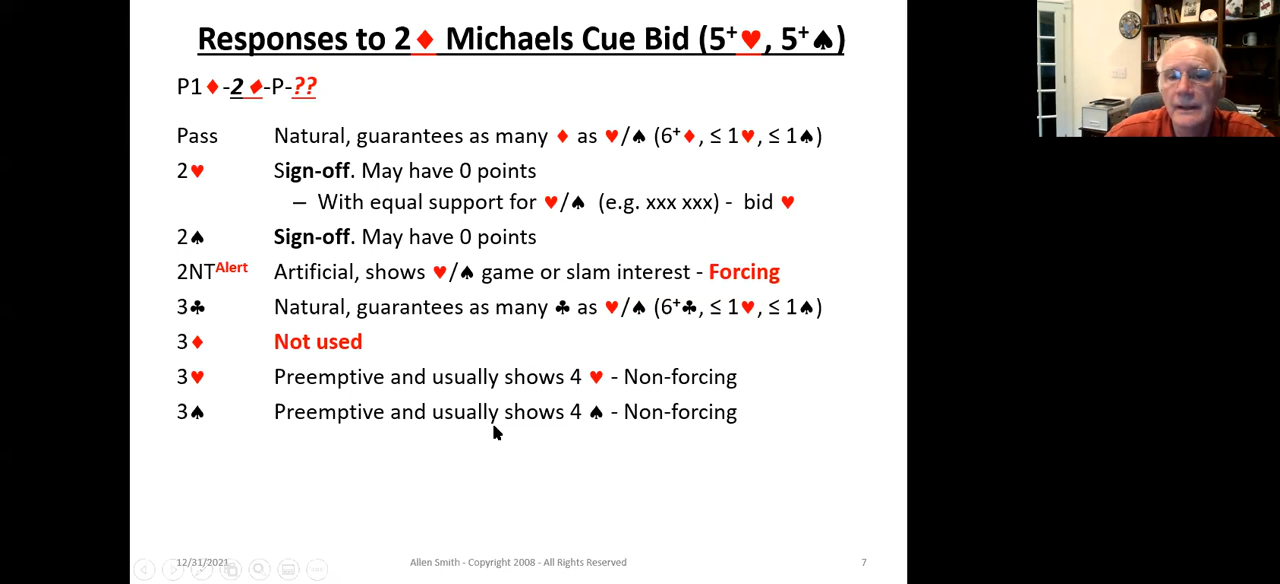 Responses to 2♦ Michaels Cue Bid (5⁺♥, 5⁺♠)
P1♦-2♦-P-??
Pass Natural, guarantees as many ♦ as ♥/♠ (6⁺♦, ≤ 1♥, ≤ 1♠)
2♥ Sign-off. May have 0 points
– With equal support for ♥/♠ (e.g. xxx xxx) - bid ♥
2♠ Sign-off. May have 0 points
2NT Alert Artificial, shows ♥/♠ game or slam interest - Forcing
3♣ Natural, guarantees as many ♣ as ♥/♠ (6⁺♣, ≤ 1♥, ≤ 1♠)
3♦ Not used
3♥ Preemptive and usually shows 4 ♥ - Non-forcing
3♠ Preemptive and usually shows 4 ♠ - Non-forcing
12/31/2021 Allen Smith - Copyright 2008 - All Rights Reserved 7